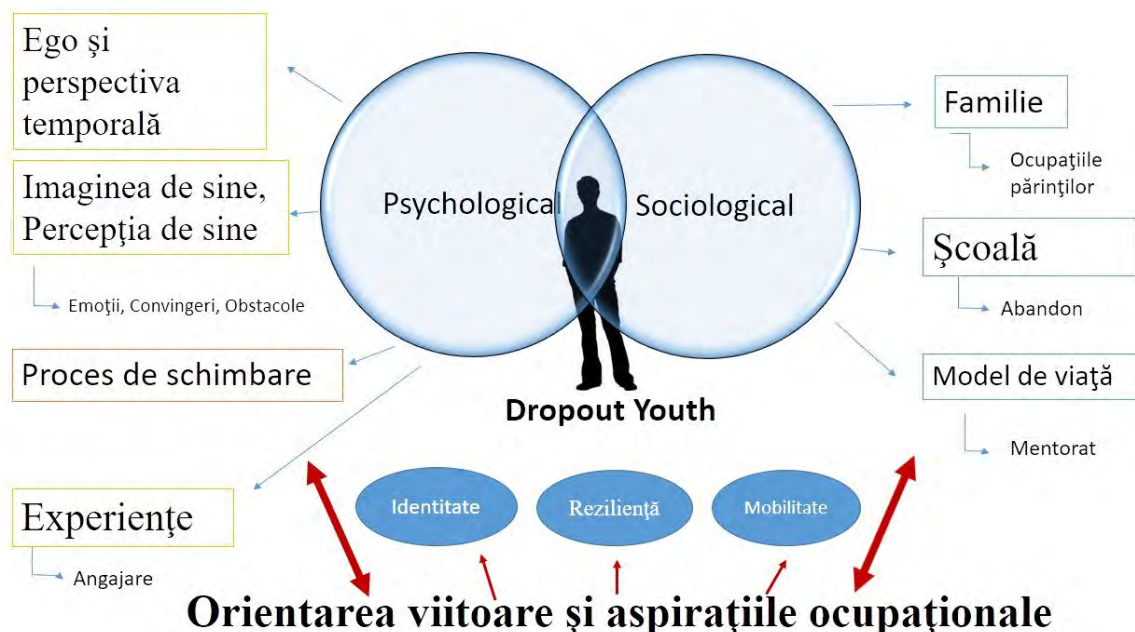 Ego şi
perspectiva
temporală
Imaginea de sine,
Percepţia de sine
Emoţii, Convingeri, Obstacole
Proces de schimbare
Experienţe
Angajare
Psychological
Sociological
Dropout Youth
Familie
Ocupaţiile
părinţilor
Şcoală
Abandon
Model de viaţă
Mentorat
Identitate
Rezilienţă
Mobilitate
Orientarea viitoare şi aspiraţiile ocupaţionale